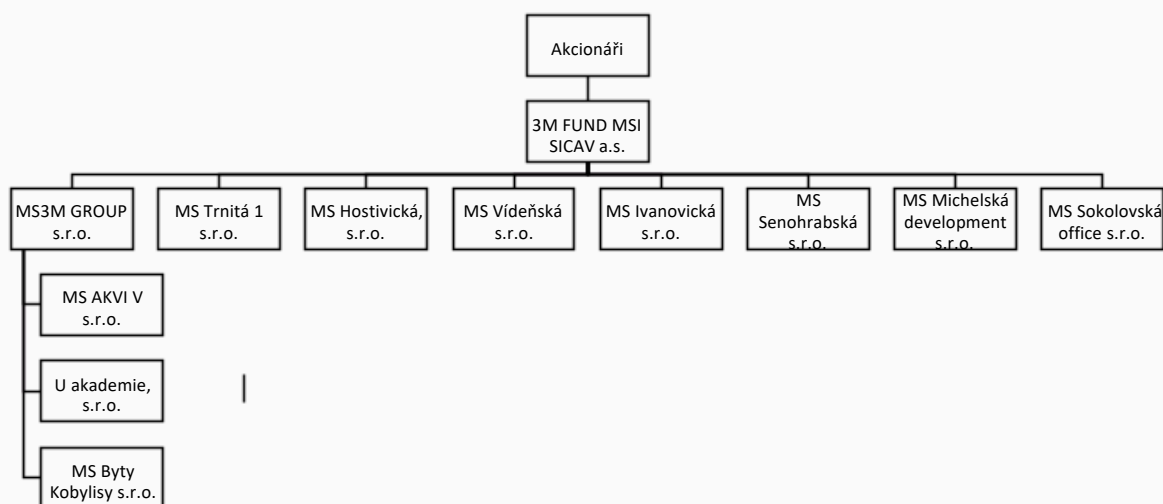 Akcionáři
3M FUND MSI
SICAV a.s.
MS3M GROUP
s.r.o.
MS Trnitá 1
s.r.o.
MS Hostivická,
s.r.o.
MS Vídeňská
s.r.o.
MS Ivanovická
s.r.o.
MS
Senohrabská
s.r.o.
MS Michelská
development
s.r.o.
MS Sokolovská
office s.r.o.
MS AKVI V
s.r.o.
U akademie,
s.r.o.
MS Byty
Kobylisy s.r.o.